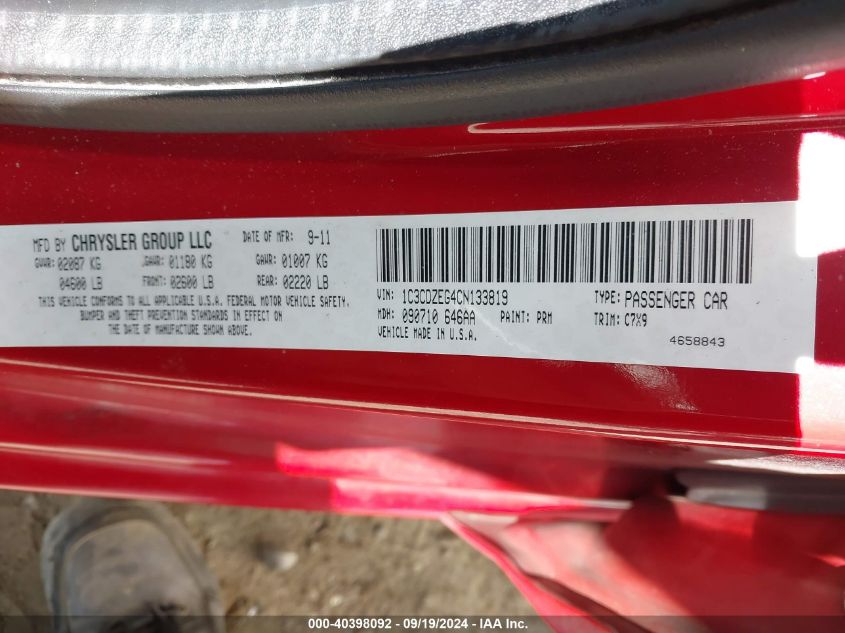 MFD BY CHRYSLER GROUP LLC DATE OF MFR: 9-11
GVWR: 02087 KG GAWR: 01180 KG GAWR: 01007 KG
04600 LB FRONT: 02600 LB REAR: 02220 LB
THIS VEHICLE CONFORMS TO ALL APPLICABLE U.S.A. FEDERAL MOTOR VEHICLE SAFETY,
BUMPER AND THEFT PREVENTION STANDARDS IN EFFECT ON
THE DATE OF MANUFACTURE SHOWN ABOVE.
VIN: 1C3CDZEG4CN133819 TYPE: PASSENGER CAR
MDH: 090710 646AA PAINT: PRM TRIM: C7X9
VEHICLE MADE IN U.S.A. 4658843
000-40398092 - 09/19/2024 - IAA Inc.